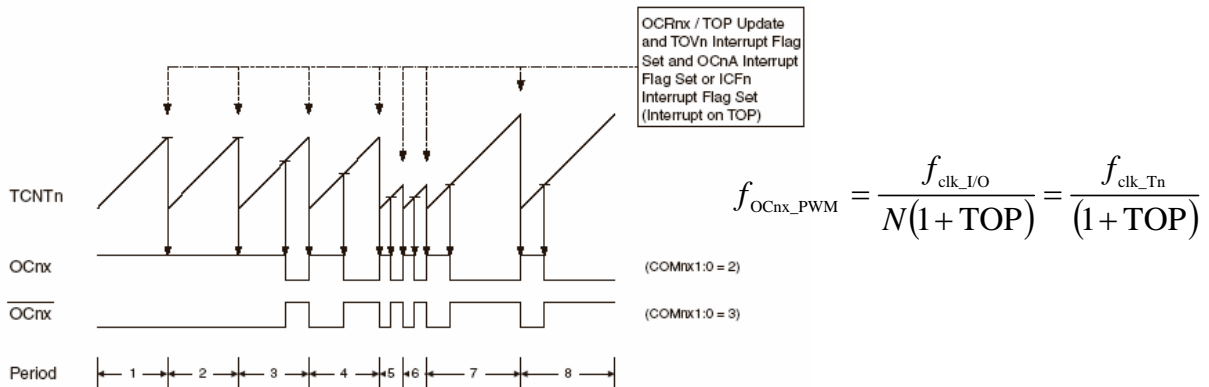 OCRnx / TOP Update
and TOVn Interrupt Flag
Set and OCnA Interrupt
Flag Set or ICFn
Interrupt Flag Set
(Interrupt on TOP)
TCNTn
f_OCnx_PWM = f_clk_I/O / N(1 + TOP) = f_clk_Tn / (1 + TOP)
OCnx (COMnx1:0 = 2)
O̅C̅n̅x̅ (COMnx1:0 = 3)
Period 1 2 3 4 5 6 7 8